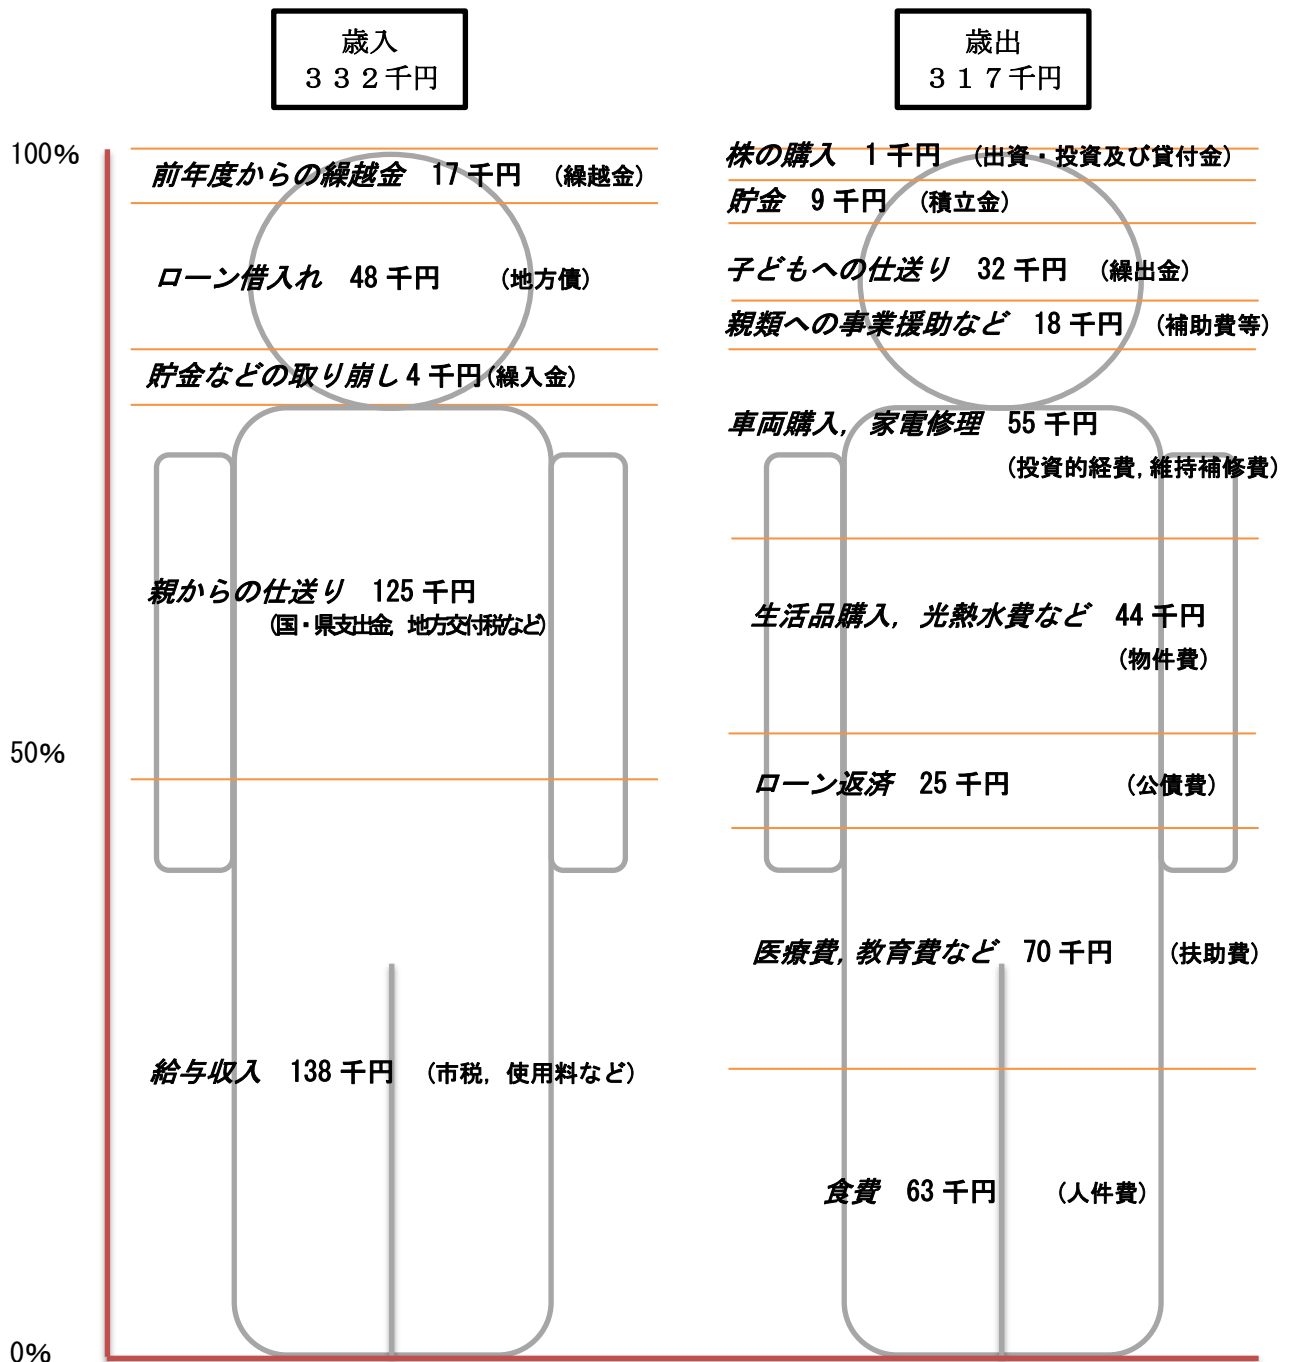 歳入
３３２千円
歳出
３１７千円
100%
50%
0%
前年度からの繰越金　17 千円　（繰越金）
ローン借入れ　48 千円　（地方債）
貯金などの取り崩し 4 千円（繰入金）
親からの仕送り　125 千円
（国・県支出金，地方交付税など）
給与収入　138 千円　（市税，使用料など）
株の購入　1 千円　（出資・投資及び貸付金）
貯金　9 千円　（積立金）
子どもへの仕送り　32 千円　（繰出金）
親類への事業援助など　18 千円　（補助費等）
車両購入，家電修理　55 千円
（投資的経費，維持補修費）
生活品購入，光熱水費など　44 千円
（物件費）
ローン返済　25 千円　（公債費）
医療費，教育費など　70 千円　（扶助費）
食費　63 千円　（人件費）